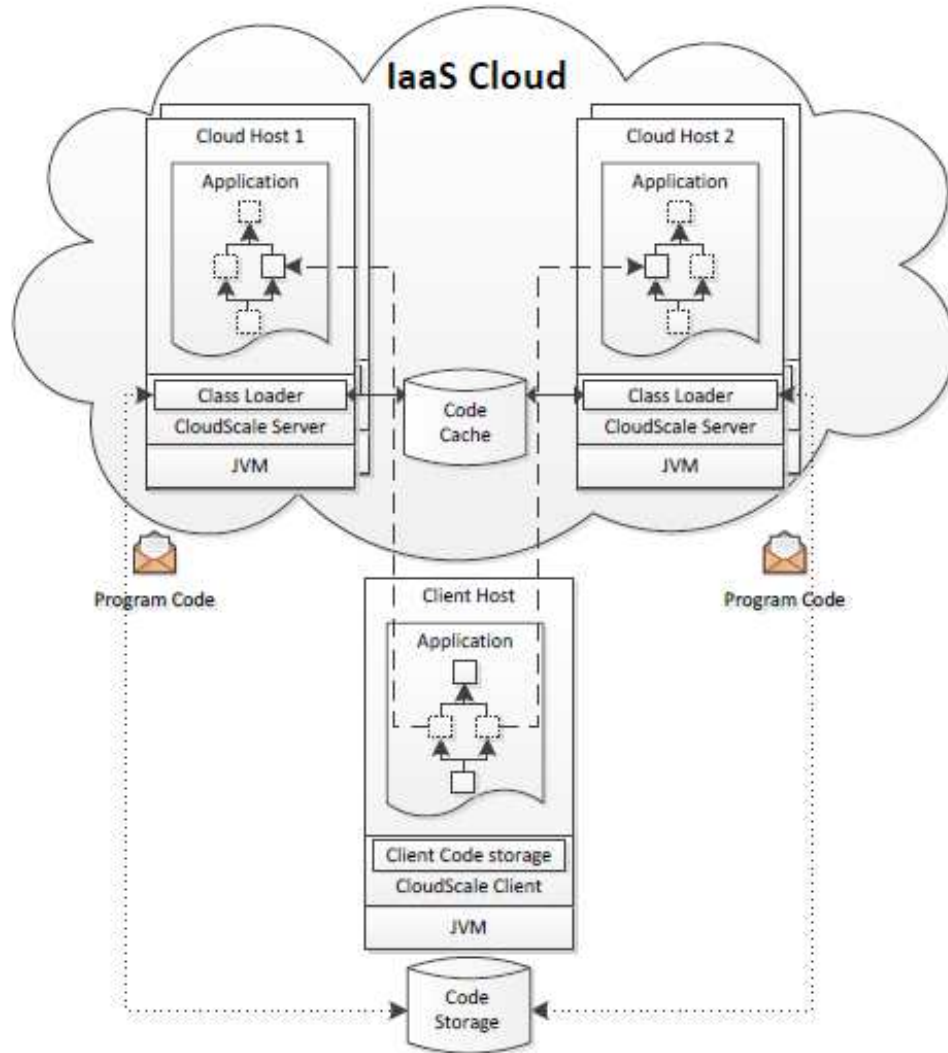 IaaS Cloud
Cloud Host 1
Application
Class Loader
CloudScale Server
JVM
Code
Cache
Cloud Host 2
Application
Class Loader
CloudScale Server
JVM
Program Code
Program Code
Client Host
Application
Client Code storage
CloudScale Client
JVM
Code
Storage